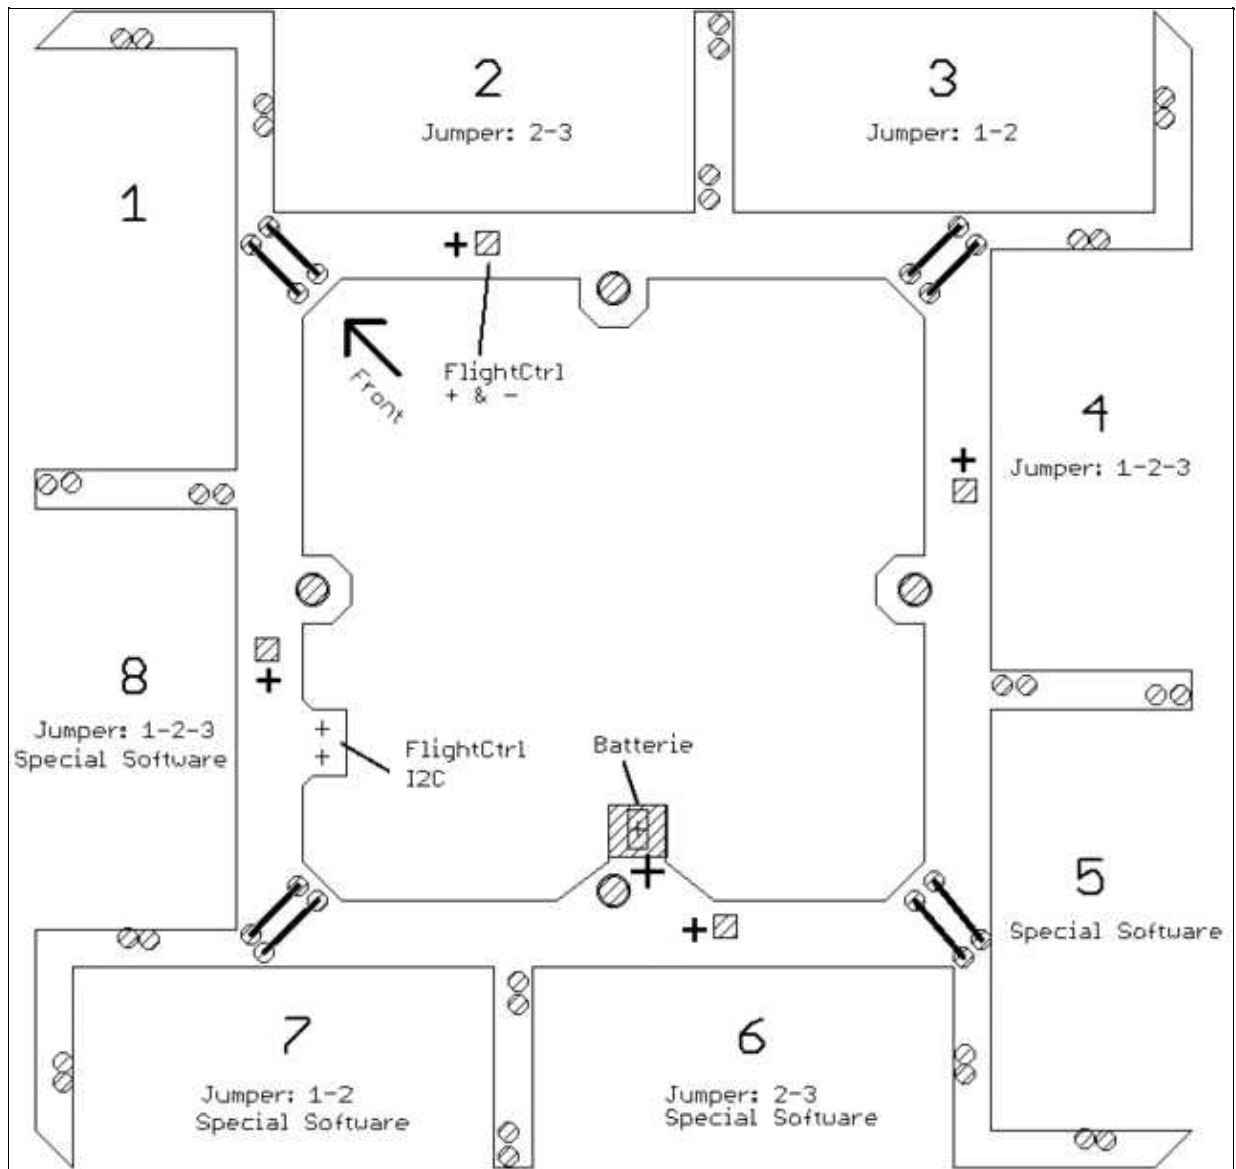 2
Jumper: 2-3
3
Jumper: 1-2
1
+
FlightCtrl
+ & -
Front
4
+
Jumper: 1-2-3
8
+
Jumper: 1-2-3
Special Software
+
+
FlightCtrl
I2C
Batterie
+
+
5
Special Software
+
7
Jumper: 1-2
Special Software
6
Jumper: 2-3
Special Software